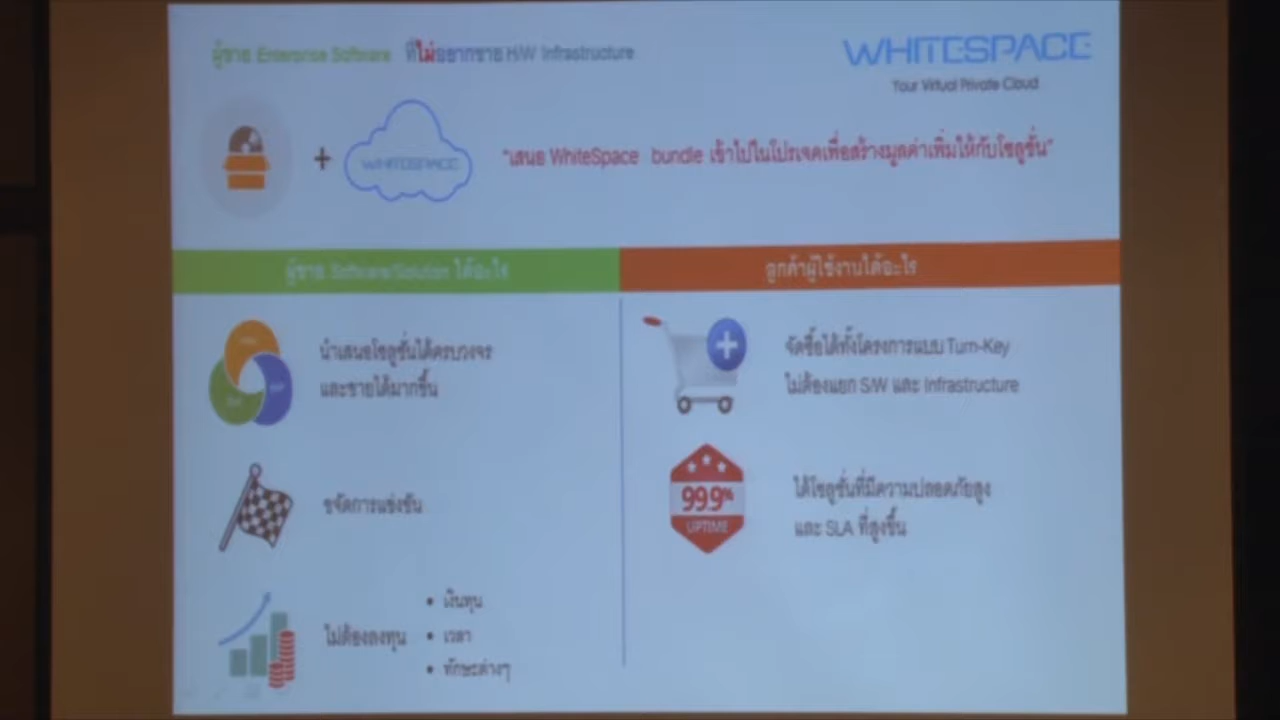 ผู้ขาย Enterprise Software ที่ไม่อยากขาย H/W Infrastructure
WHITESPACE
Your Virtual Private Cloud
+
WHITESPACE
"เสนอ WhiteSpace bundle เข้าไปในโปรเจคเพื่อสร้างมูลค่าเพิ่มให้กับโซลูชั่น"
ผู้ขาย Software/Solution ได้อะไร
ลูกค้าผู้ใช้งานได้อะไร
นำเสนอโซลูชั่นได้ครบวงจร
และขายได้มากขึ้น
ขจัดการแข่งขัน
ไม่ต้องลงทุน
• เงินทุน
• เวลา
• ทักษะต่างๆ
จัดซื้อได้ทั้งโครงการแบบ Turn-Key
ไม่ต้องแยก S/W และ Infrastructure
99.9%
UPTIME
ได้โซลูชั่นที่มีความปลอดภัยสูง
และ SLA ที่สูงขึ้น